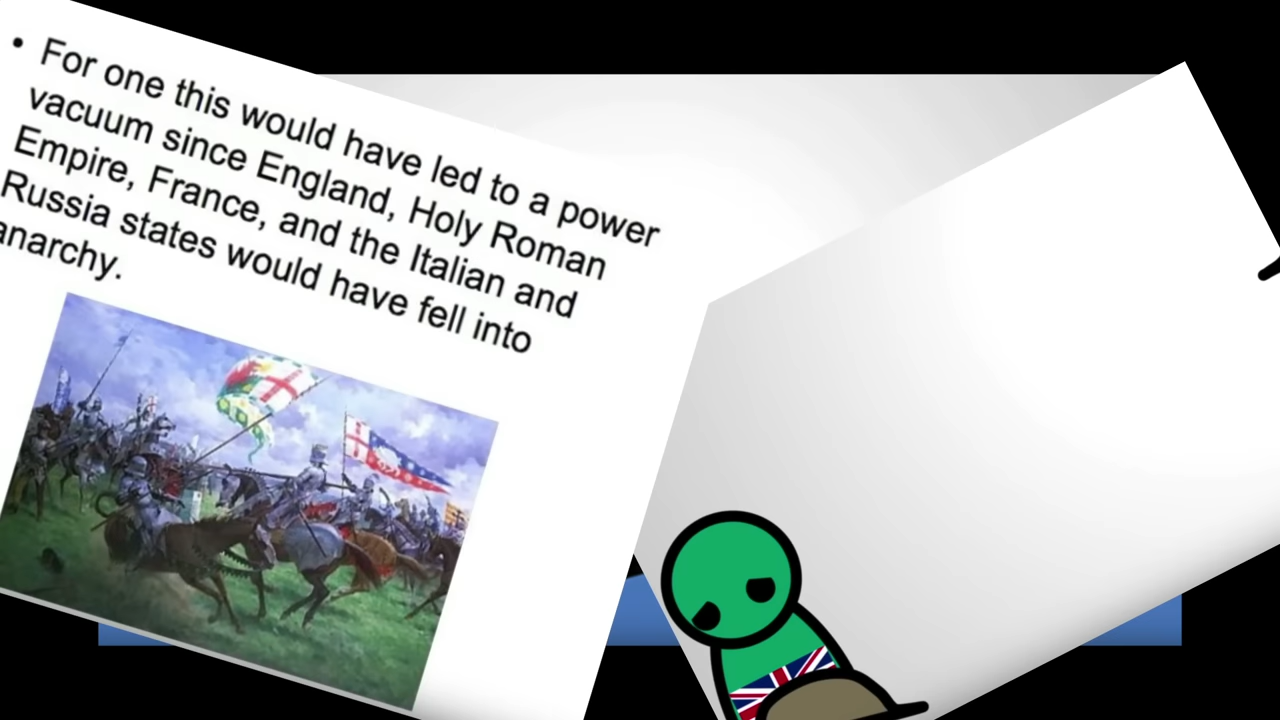 • For one this would have led to a power
vacuum since England, Holy Roman
Empire, France, and the Italian and
Russia states would have fell into
anarchy.